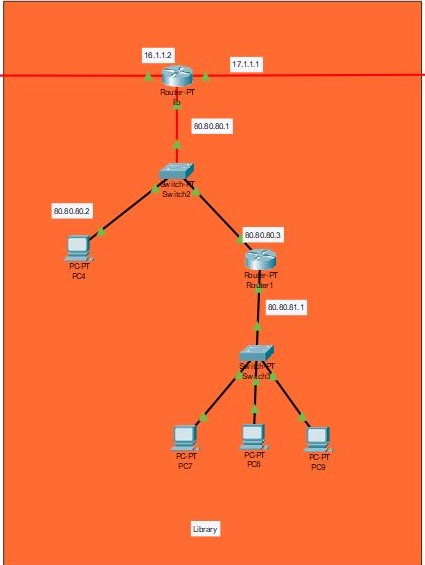 16.1.1.2
17.1.1.1
Router-PT
lib
80.80.80.1
Switch-PT
Switch2
80.80.80.2
80.80.80.3
PC-PT
PC4
Router-PT
Router1
80.80.81.1
Switch-PT
Switch3
PC-PT
PC7
PC-PT
PC8
PC-PT
PC9
Library